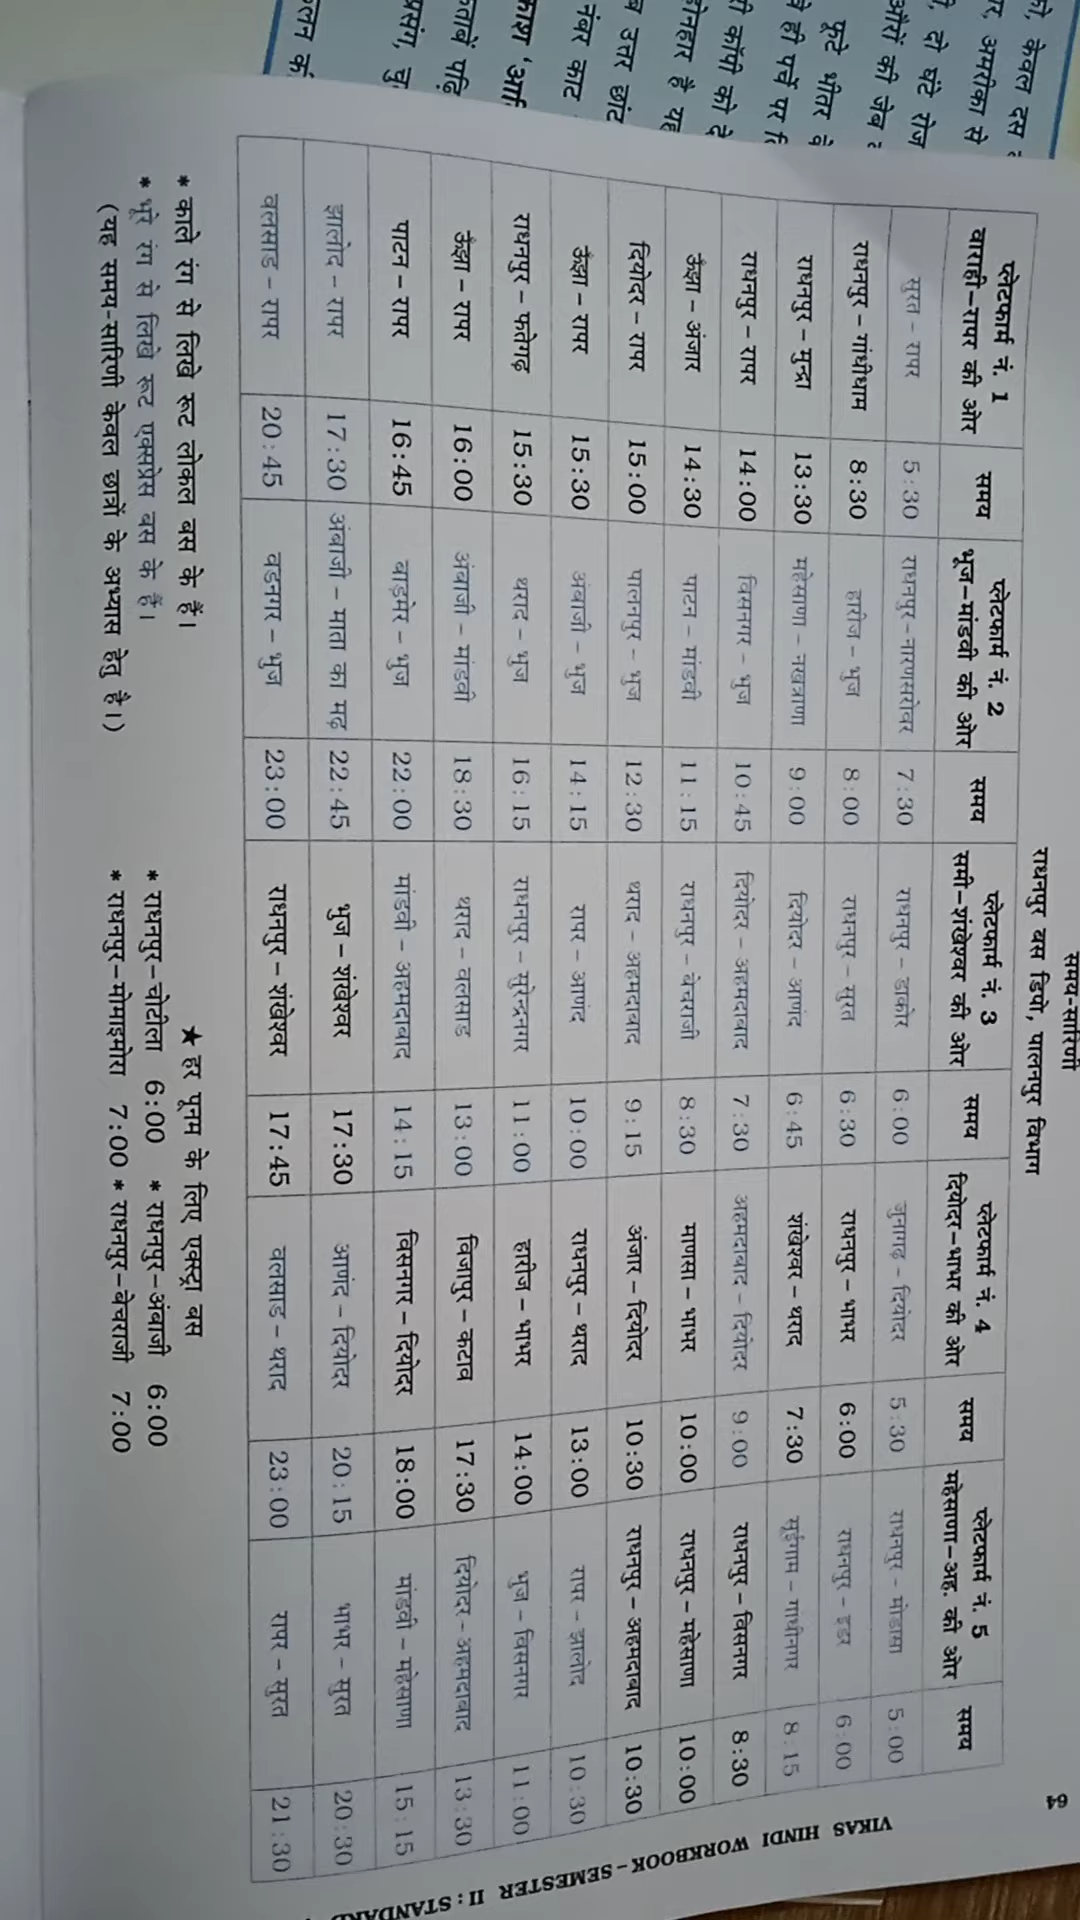 64
VIKAS HINDI WORKBOOK – SEMESTER II : STANDARD
समय-सारिणी
राधनपुर बस डिपो, पालनपुर विभाग
प्लेटफार्म नं. 1 वाराही–रापर की ओर | समय | प्लेटफार्म नं. 2 भूज–मांडवी की ओर | समय | प्लेटफार्म नं. 3 समी–शंखेश्वर की ओर | समय | प्लेटफार्म नं. 4 दियोदर–भाभर की ओर | समय | प्लेटफार्म नं. 5 महेसाणा–अह. की ओर | समय
सुरत – रापर | 5:30 | राधनपुर – नारणसरोवर | 7:30 | राधनपुर – डाकोर | 6:00 | जुनागढ़ – दियोदर | 5:30 | राधनपुर – मोडासा | 5:00
राधनपुर – गांधीधाम | 8:30 | हारीज – भुज | 8:00 | राधनपुर – सुरत | 6:30 | राधनपुर – भाभर | 6:00 | राधनपुर – इडर | 6:00
राधनपुर – मुन्द्रा | 13:30 | महेसाणा – नखत्राणा | 9:00 | दियोदर – आणंद | 6:45 | शंखेश्वर – थराद | 7:30 | सूईगाम – गांधीनगर | 8:15
राधनपुर – रापर | 14:00 | विसनगर – भुज | 10:45 | दियोदर – अहमदाबाद | 7:30 | अहमदाबाद – दियोदर | 9:00 | राधनपुर – विसनगर | 8:30
ऊँझा – अंजार | 14:30 | पाटन – मांडवी | 11:15 | राधनपुर – बेचराजी | 8:30 | माणसा – भाभर | 10:00 | राधनपुर – महेसाणा | 10:00
दियोदर – रापर | 15:00 | पालनपुर – भुज | 12:30 | थराद – अहमदाबाद | 9:15 | अंजार – दियोदर | 10:30 | राधनपुर – अहमदाबाद | 10:30
ऊँझा – रापर | 15:30 | अंबाजी – भुज | 14:15 | रापर – आणंद | 10:00 | राधनपुर – थराद | 13:00 | रापर – झालोद | 10:30
राधनपुर – फतेगढ़ | 15:30 | थराद – भुज | 16:15 | राधनपुर – सुरेन्द्रनगर | 11:00 | हारीज – भाभर | 14:00 | भुज – विसनगर | 11:00
ऊँझा – रापर | 16:00 | अंबाजी – मांडवी | 18:30 | थराद – वलसाड | 13:00 | विजापुर – कटाव | 17:30 | दियोदर – अहमदाबाद | 13:30
पाटन – रापर | 16:45 | बाडमेर – भुज | 22:00 | मांडवी – अहमदाबाद | 14:15 | विसनगर – दियोदर | 18:00 | मांडवी – महेसाणा | 15:15
झालोद – रापर | 17:30 | अंबाजी – माता का मढ़ | 22:45 | भुज – शंखेश्वर | 17:30 | आणंद – दियोदर | 20:15 | भाभर – सुरत | 20:30
वलसाड – रापर | 20:45 | वडनगर – भुज | 23:00 | राधनपुर – शंखेश्वर | 17:45 | वलसाड – थराद | 23:00 | रापर – सुरत | 21:30
* काले रंग से लिखे रूट लोकल बस के हैं।
* भूरे रंग से लिखे रूट एक्सप्रेस बस के हैं।
(यह समय-सारिणी केवल छात्रों के अभ्यास हेतु है।)
★ हर पूनम के लिए एक्स्ट्रा बस
* राधनपुर–चोटीला 6:00 * राधनपुर–अंबाजी 6:00
* राधनपुर–मोमाइमोरा 7:00 * राधनपुर–बेचराजी 7:00
केवल दस
अमरीका से
दो घंटे रोज
औरों की जेब
फूटे भीतर
ही पर्चे पर
कॉपी को
होनहार है यह
उत्तर छांट
नंबर काट